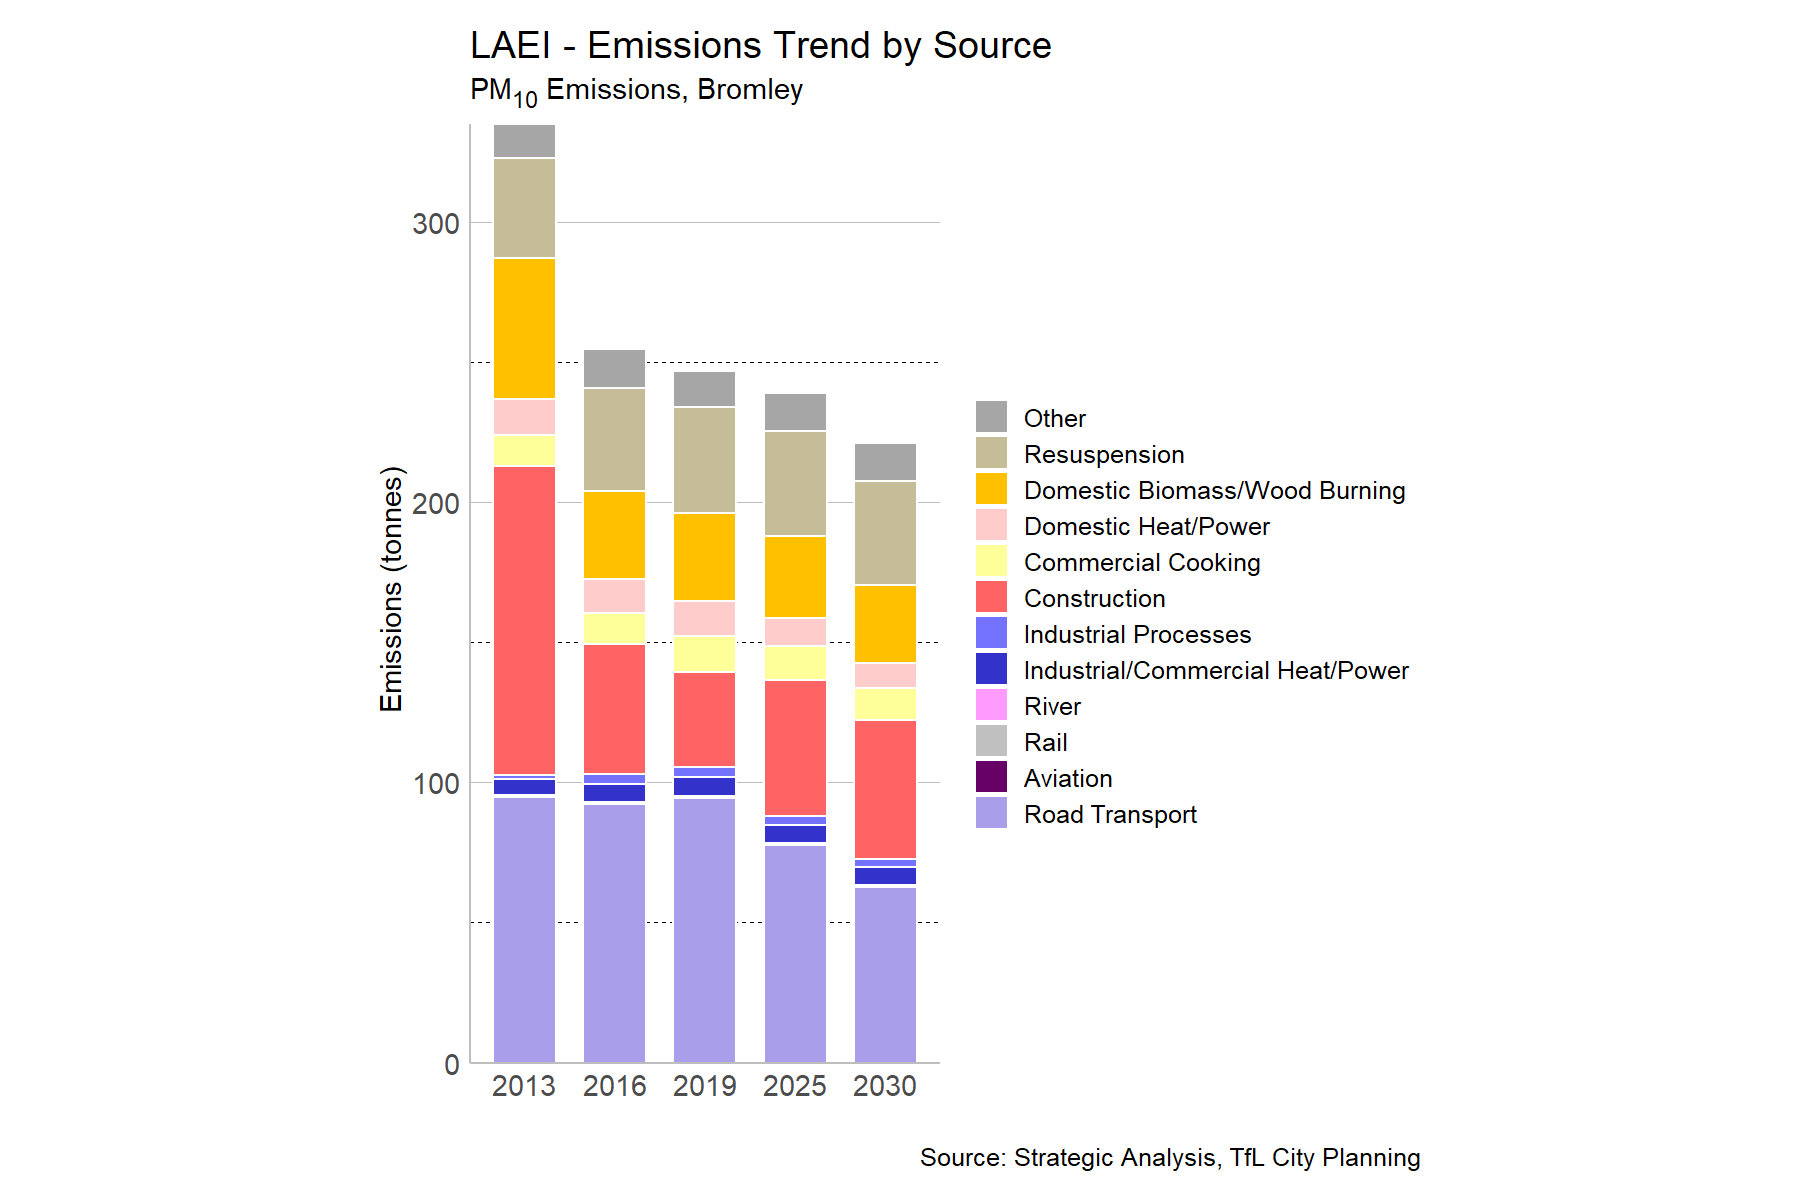 LAEI - Emissions Trend by Source
PM10 Emissions, Bromley
Emissions (tonnes)
300
200
100
0
2013 2016 2019 2025 2030
Other
Resuspension
Domestic Biomass/Wood Burning
Domestic Heat/Power
Commercial Cooking
Construction
Industrial Processes
Industrial/Commercial Heat/Power
River
Rail
Aviation
Road Transport
Source: Strategic Analysis, TfL City Planning